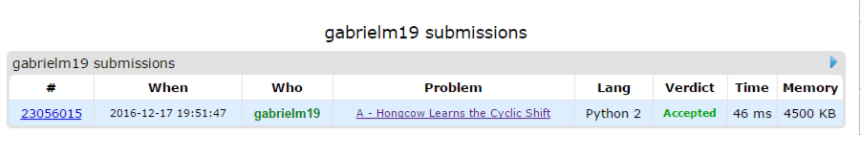 gabrielm19 submissions
gabrielm19 submissions
# When Who Problem Lang Verdict Time Memory
23056015 2016-12-17 19:51:47 gabrielm19 A - Hongcow Learns the Cyclic Shift Python 2 Accepted 46 ms 4500 KB